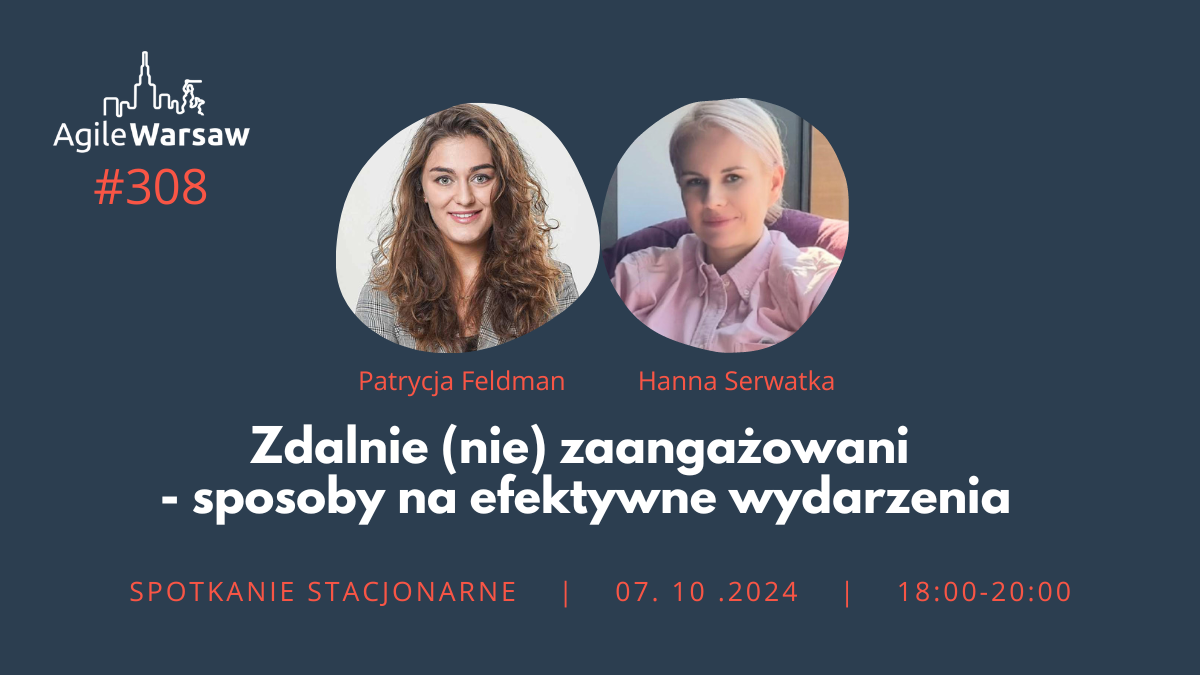 AgileWarsaw
#308
Patrycja Feldman
Hanna Serwatka
Zdalnie (nie) zaangażowani
- sposoby na efektywne wydarzenia
SPOTKANIE STACJONARNE | 07. 10 .2024 | 18:00-20:00